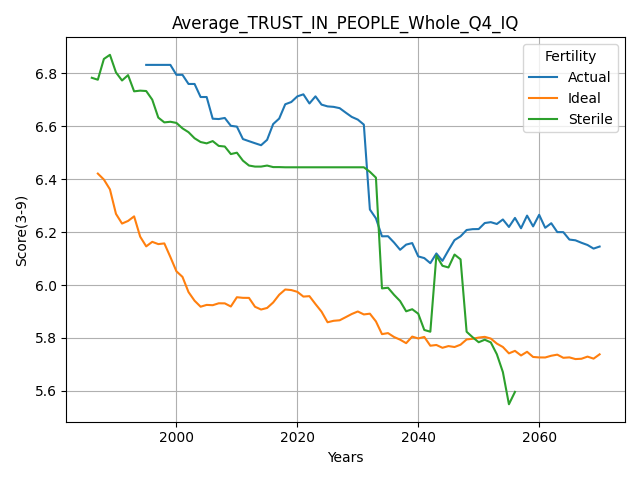 Average_TRUST_IN_PEOPLE_Whole_Q4_IQ
Fertility
Actual
Ideal
Sterile
Score(3-9)
6.8
6.6
6.4
6.2
6.0
5.8
5.6
2000 2020 2040 2060
Years